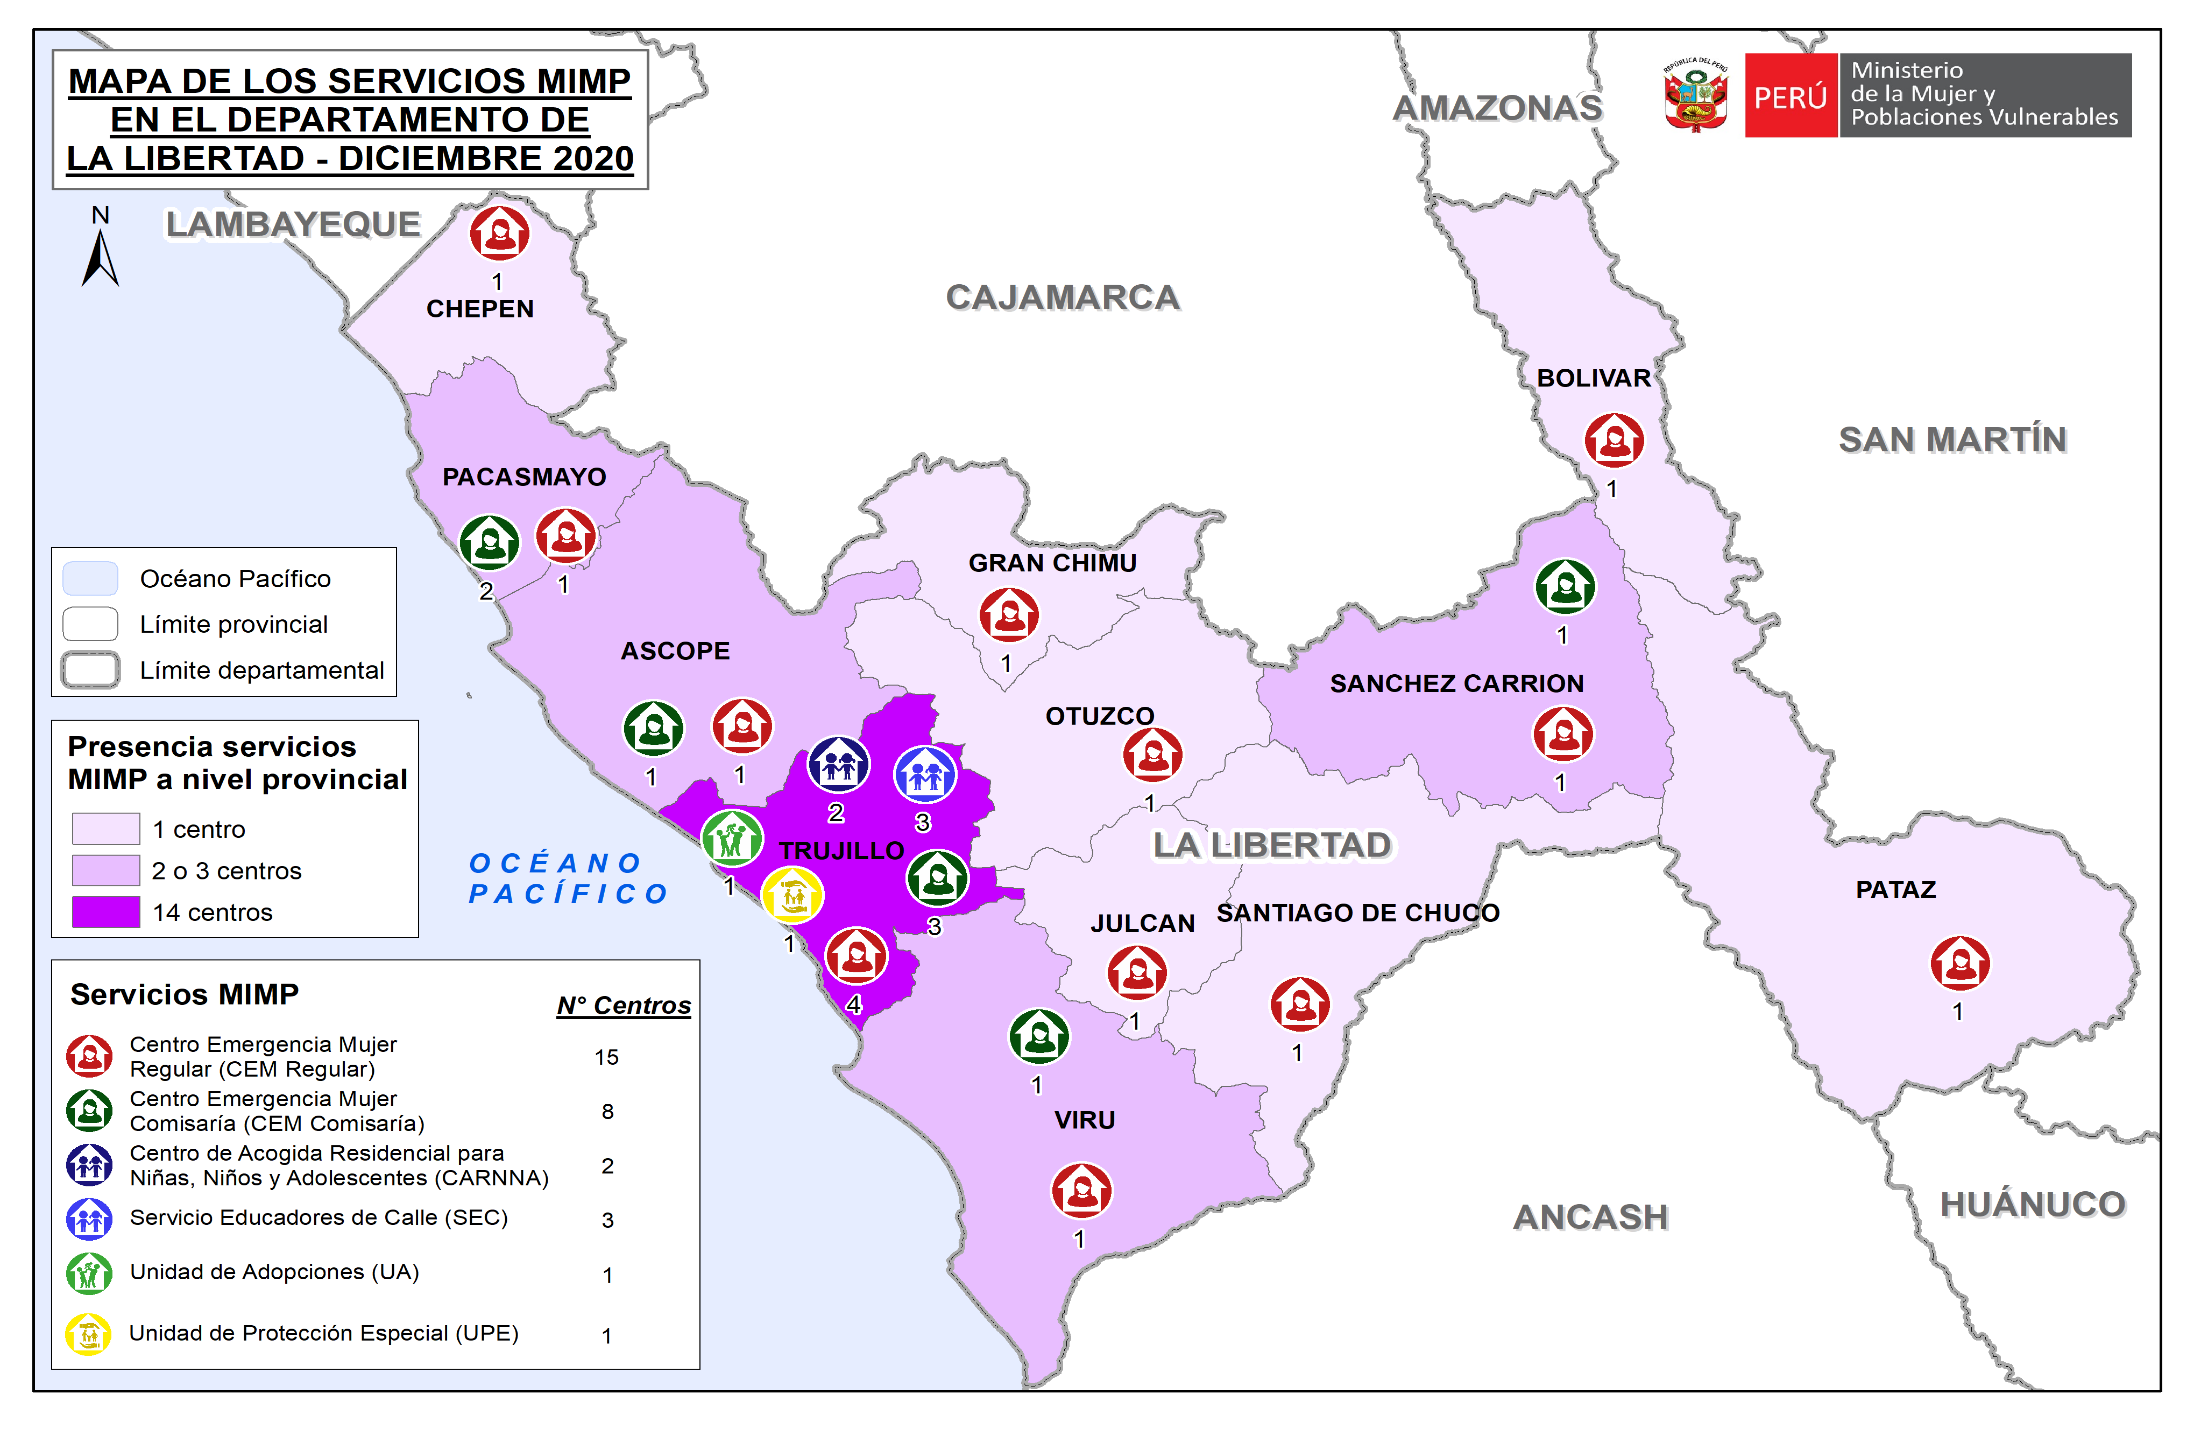 MAPA DE LOS SERVICIOS MIMP
EN EL DEPARTAMENTO DE
LA LIBERTAD - DICIEMBRE 2020
REPÚBLICA DEL PERÚ
PERÚ
Ministerio
de la Mujer y
Poblaciones Vulnerables
N
LAMBAYEQUE
AMAZONAS
CAJAMARCA
SAN MARTÍN
1
CHEPEN
BOLIVAR
1
PACASMAYO
2
1
GRAN CHIMU
1
ASCOPE
1
1
1
SANCHEZ CARRION
1
OTUZCO
1
2
3
TRUJILLO
1
1
3
4
LA LIBERTAD
PATAZ
1
JULCAN
1
SANTIAGO DE CHUCO
1
1
VIRU
1
OCÉANO
PACÍFICO
ANCASH
HUÁNUCO
Océano Pacífico
Límite provincial
Límite departamental
Presencia servicios
MIMP a nivel provincial
1 centro
2 o 3 centros
14 centros
Servicios MIMP
N° Centros
Centro Emergencia Mujer
Regular (CEM Regular)
15
Centro Emergencia Mujer
Comisaría (CEM Comisaría)
8
Centro de Acogida Residencial para
Niñas, Niños y Adolescentes (CARNNA)
2
Servicio Educadores de Calle (SEC)
3
Unidad de Adopciones (UA)
1
Unidad de Protección Especial (UPE)
1